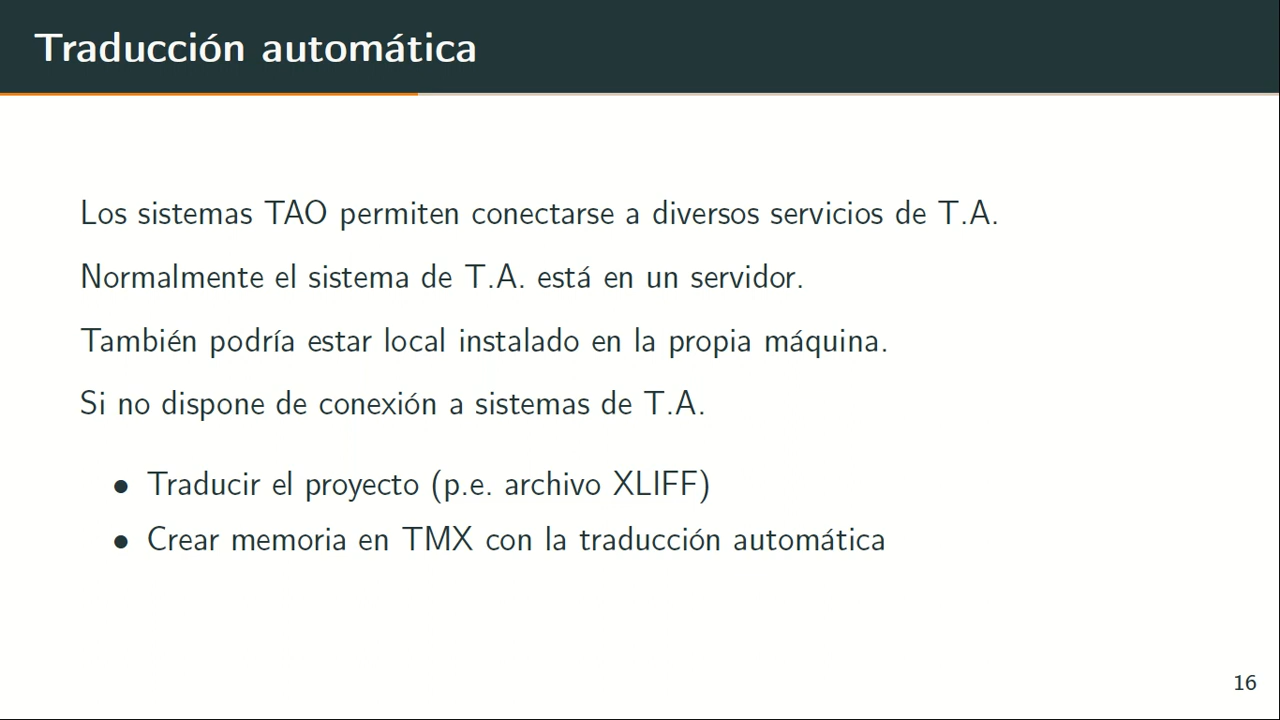 Traducción automática
Los sistemas TAO permiten conectarse a diversos servicios de T.A.
Normalmente el sistema de T.A. está en un servidor.
También podría estar local instalado en la propia máquina.
Si no dispone de conexión a sistemas de T.A.
• Traducir el proyecto (p.e. archivo XLIFF)
• Crear memoria en TMX con la traducción automática
16